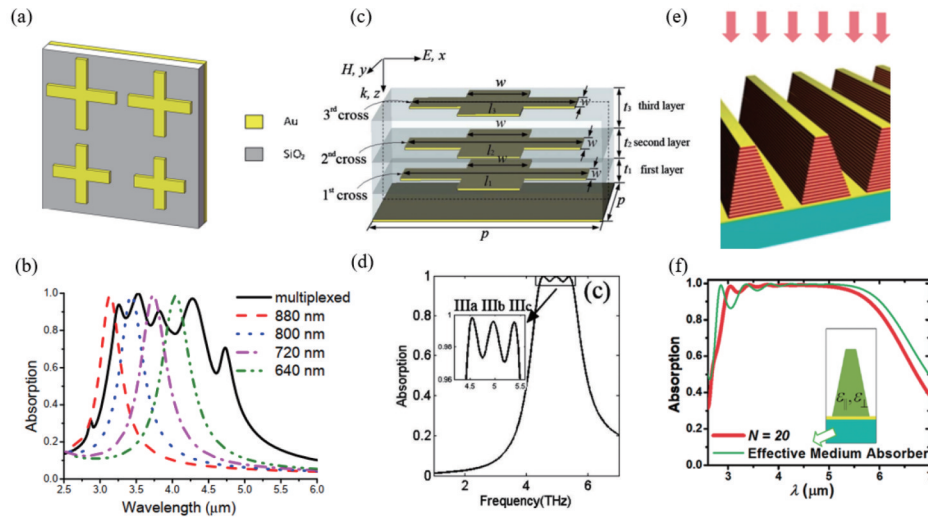 (a)
Au
SiO₂
(c)
H, y
E, x
k, z
w
3rd cross
l₃
w
t₃ third layer
w
2nd cross
l₂
w
t₂ second layer
w
1st cross
l₁
w
t₁ first layer
p
p
(e)
(b)
Absorption
1.0
0.8
0.6
0.4
0.2
0.0
2.5 3.0 3.5 4.0 4.5 5.0 5.5 6.0
Wavelength (μm)
multiplexed
880 nm
800 nm
720 nm
640 nm
(d)
Absorption
1
0.8
0.6
0.4
0.2
0
2 4 6
Frequency(THz)
(c)
IIIa IIIb IIIc
1
0.98
0.96
4.5 5 5.5
(f)
Absorption
1.0
0.8
0.6
0.4
0.2
0.0
3 4 5 6 7
λ (μm)
ε∥, ε⊥
N = 20
Effective Medium Absorber